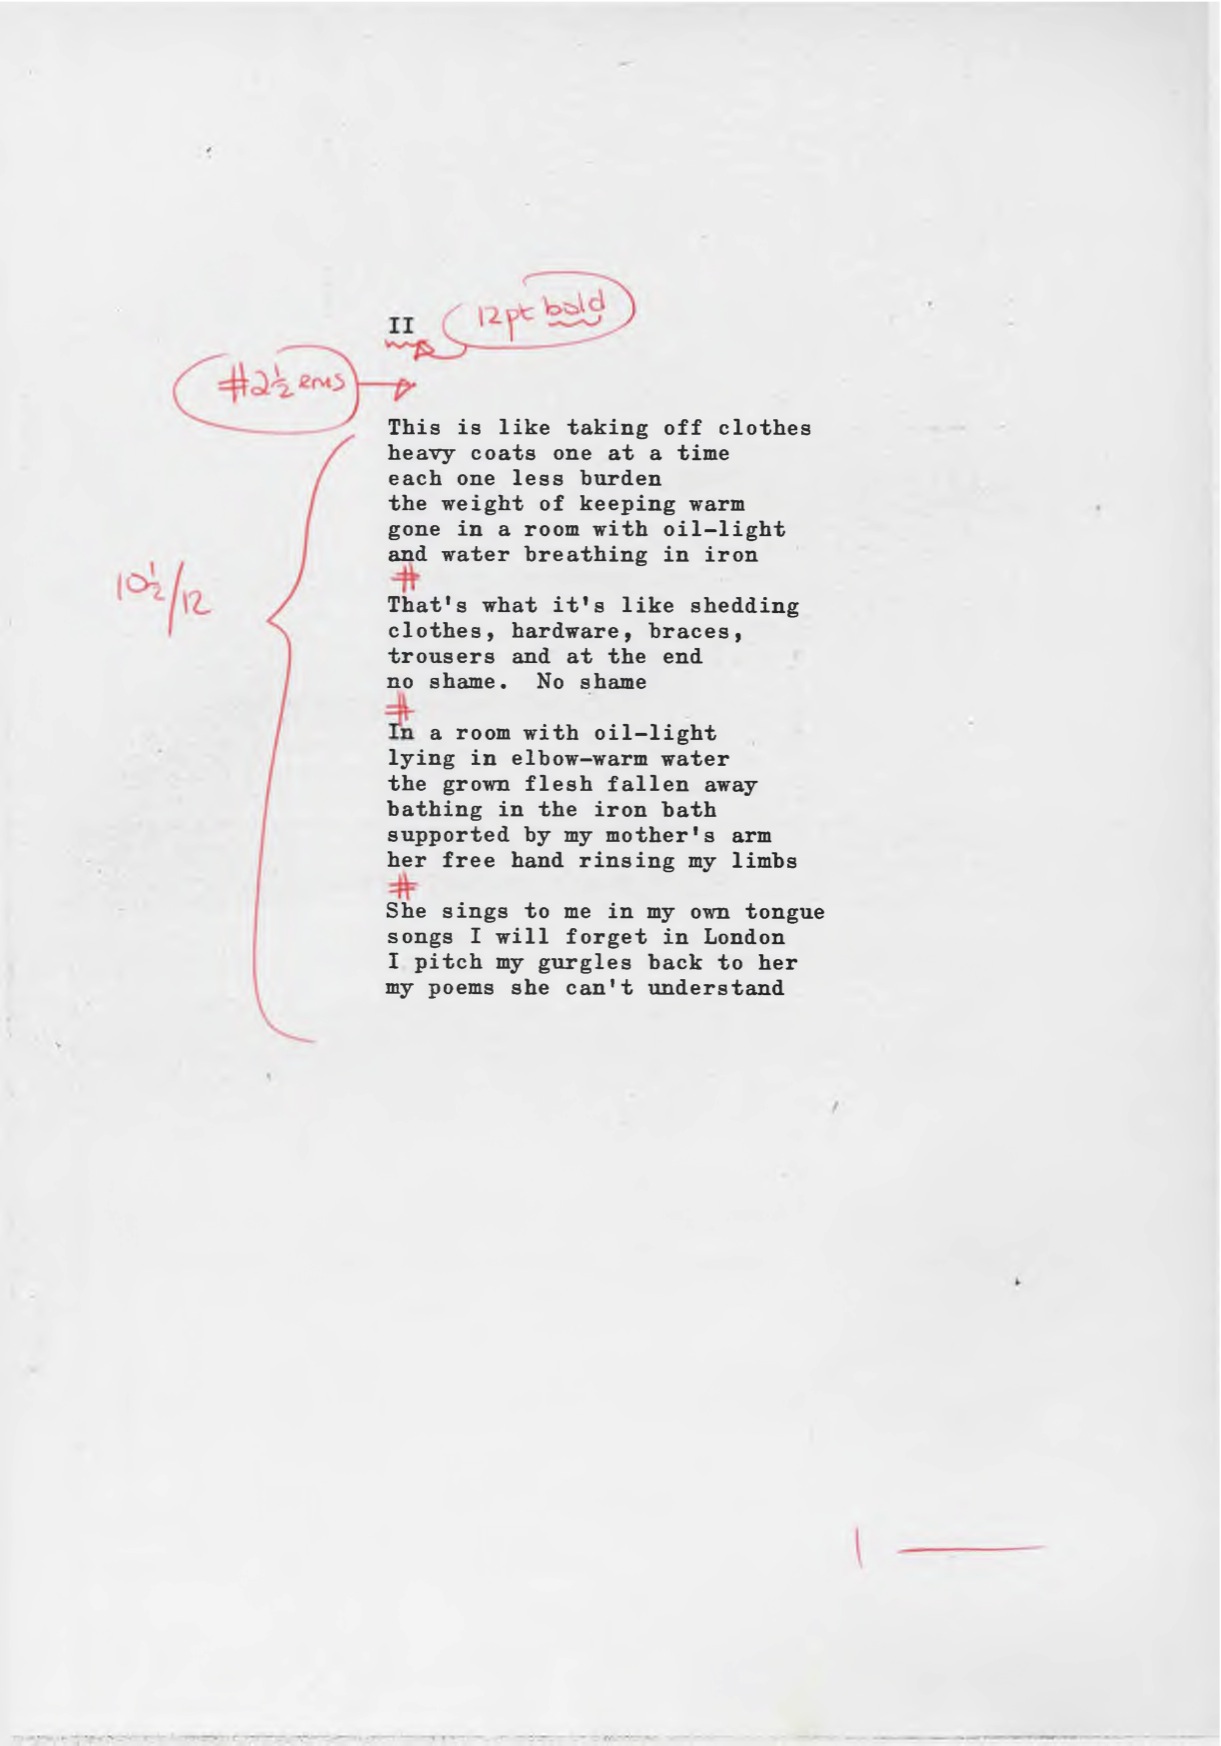 12pt bold
II
#2½ ems
This is like taking off clothes
heavy coats one at a time
each one less burden
the weight of keeping warm
gone in a room with oil-light
and water breathing in iron
#
10½/12
That's what it's like shedding
clothes, hardware, braces,
trousers and at the end
no shame.  No shame
#
In a room with oil-light
lying in elbow-warm water
the grown flesh fallen away
bathing in the iron bath
supported by my mother's arm
her free hand rinsing my limbs
#
She sings to me in my own tongue
songs I will forget in London
I pitch my gurgles back to her
my poems she can't understand